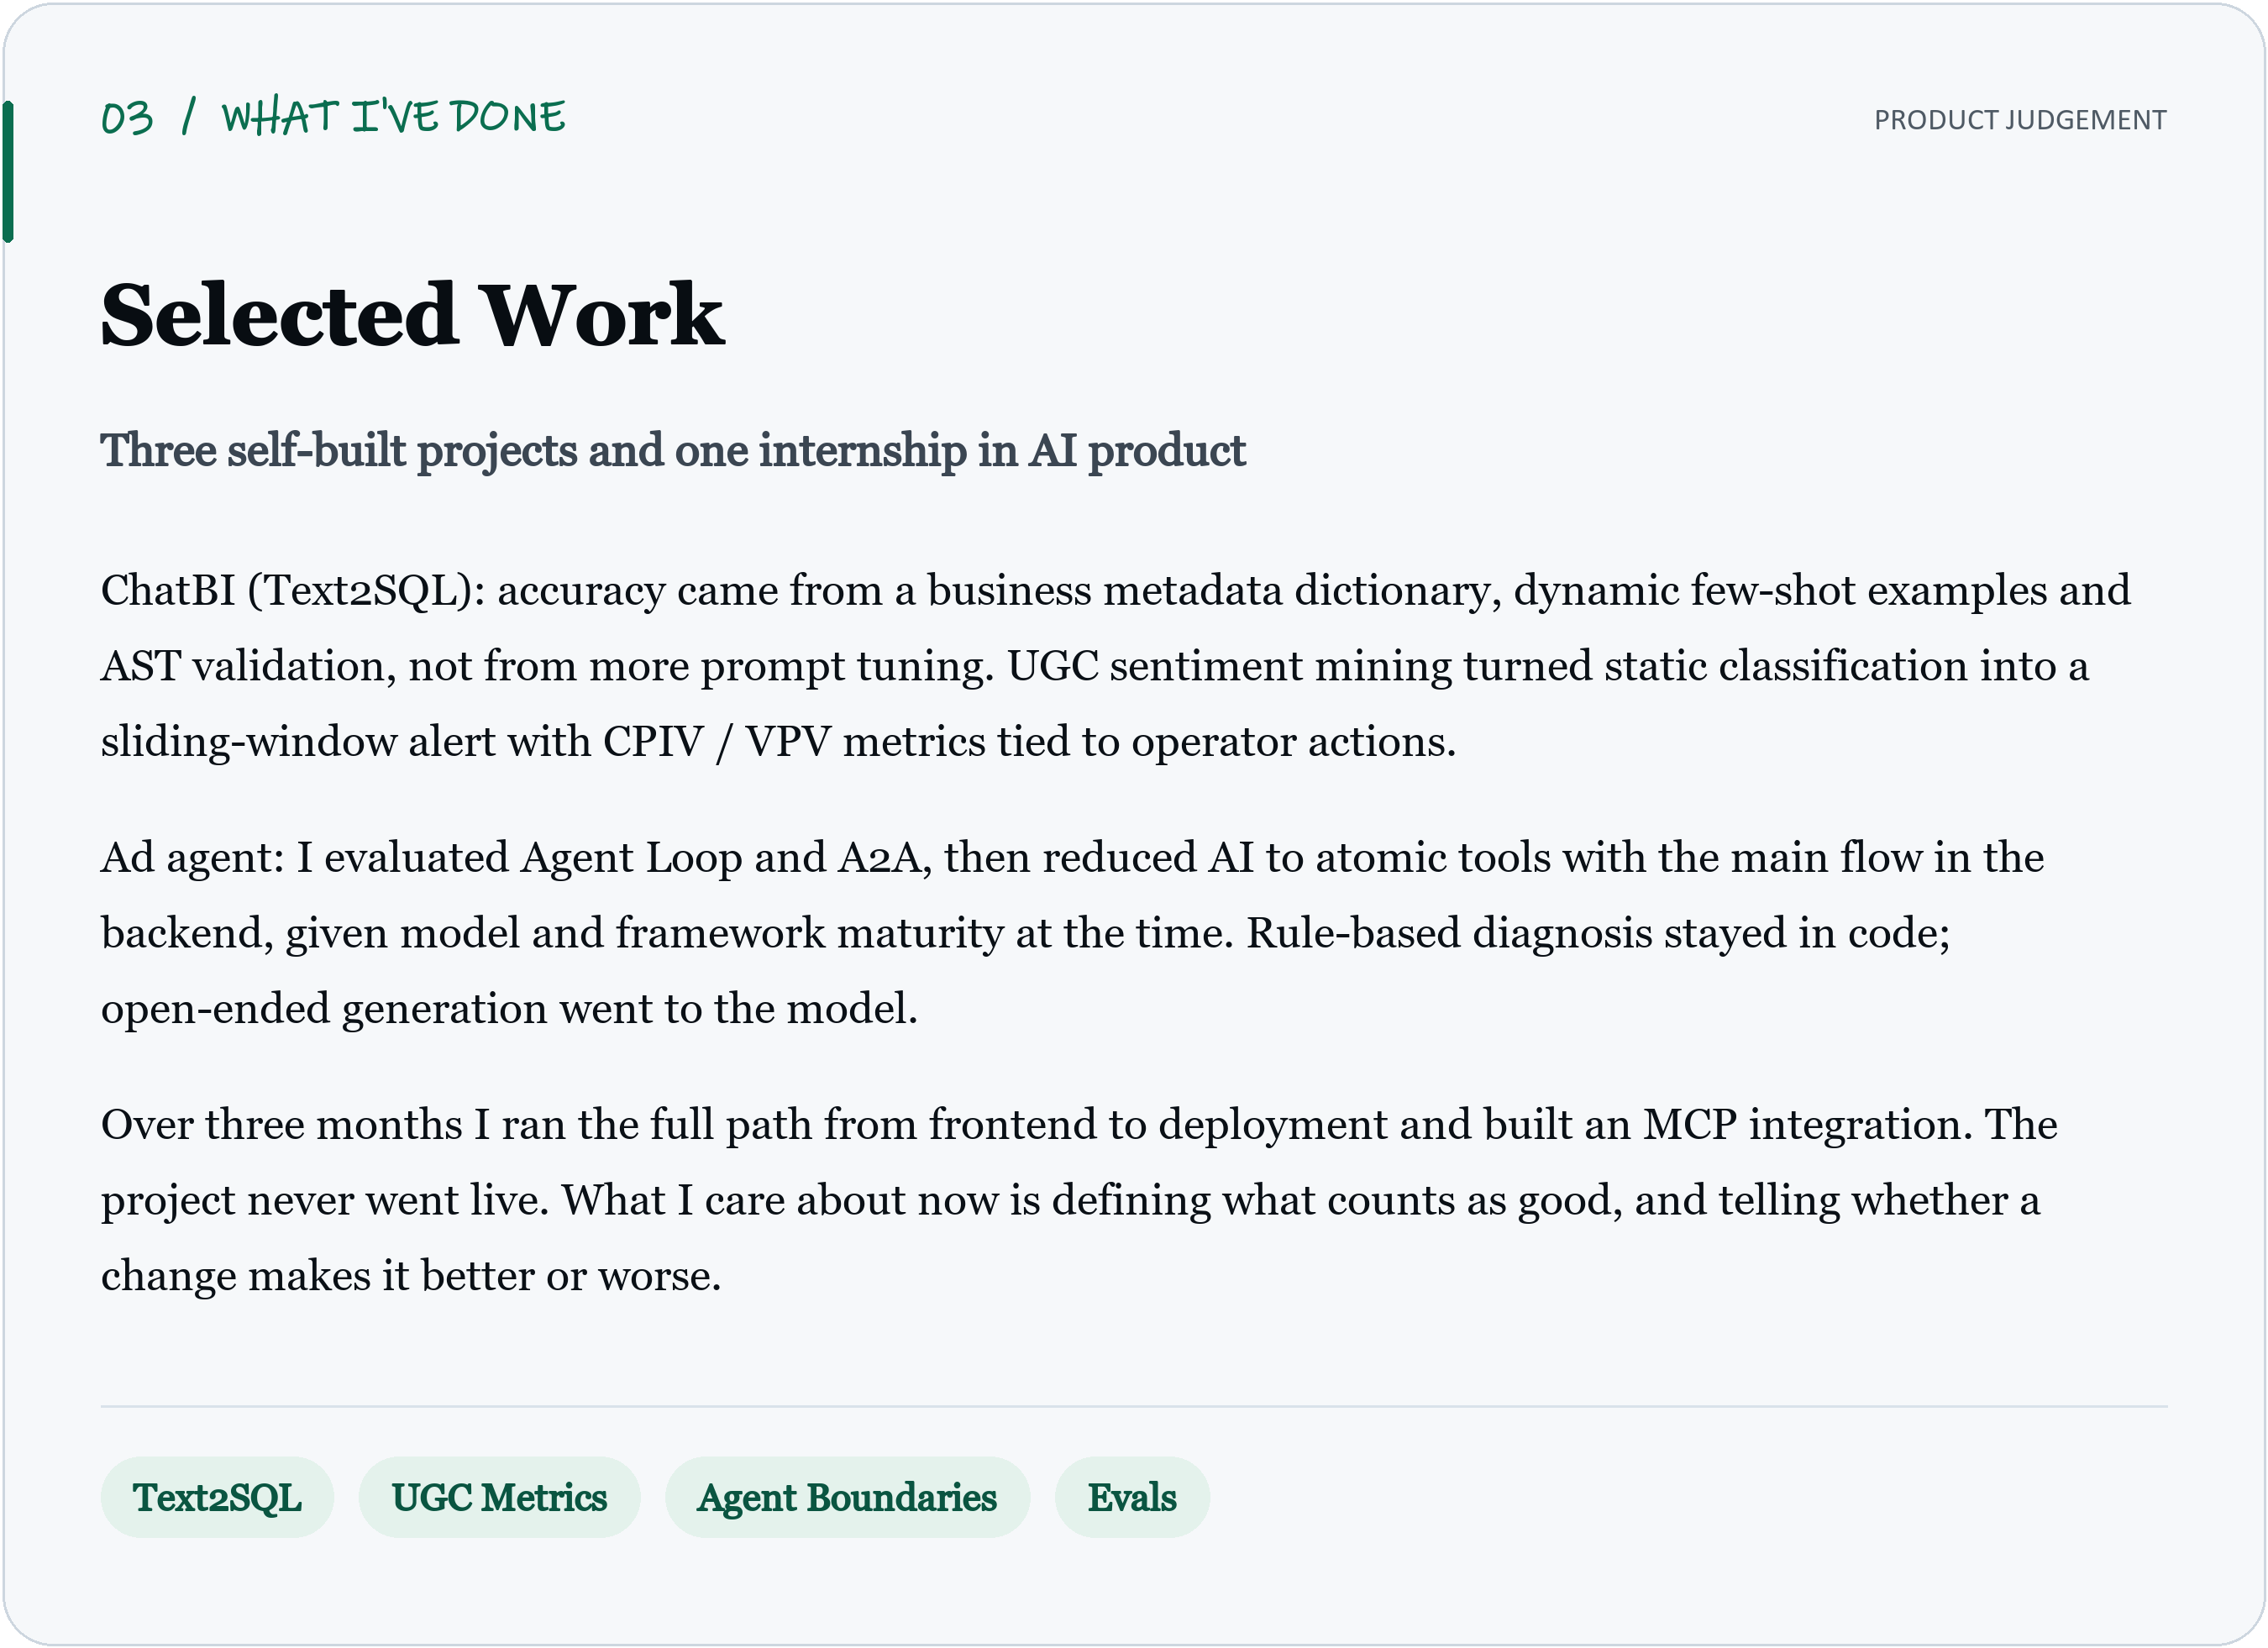 03 / WHAT I'VE DONE
PRODUCT JUDGEMENT
Selected Work
Three self-built projects and one internship in AI product
ChatBI (Text2SQL): accuracy came from a business metadata dictionary, dynamic few-shot examples and
AST validation, not from more prompt tuning. UGC sentiment mining turned static classification into a
sliding-window alert with CPIV / VPV metrics tied to operator actions.
Ad agent: I evaluated Agent Loop and A2A, then reduced AI to atomic tools with the main flow in the
backend, given model and framework maturity at the time. Rule-based diagnosis stayed in code;
open-ended generation went to the model.
Over three months I ran the full path from frontend to deployment and built an MCP integration. The
project never went live. What I care about now is defining what counts as good, and telling whether a
change makes it better or worse.
Text2SQL
UGC Metrics
Agent Boundaries
Evals